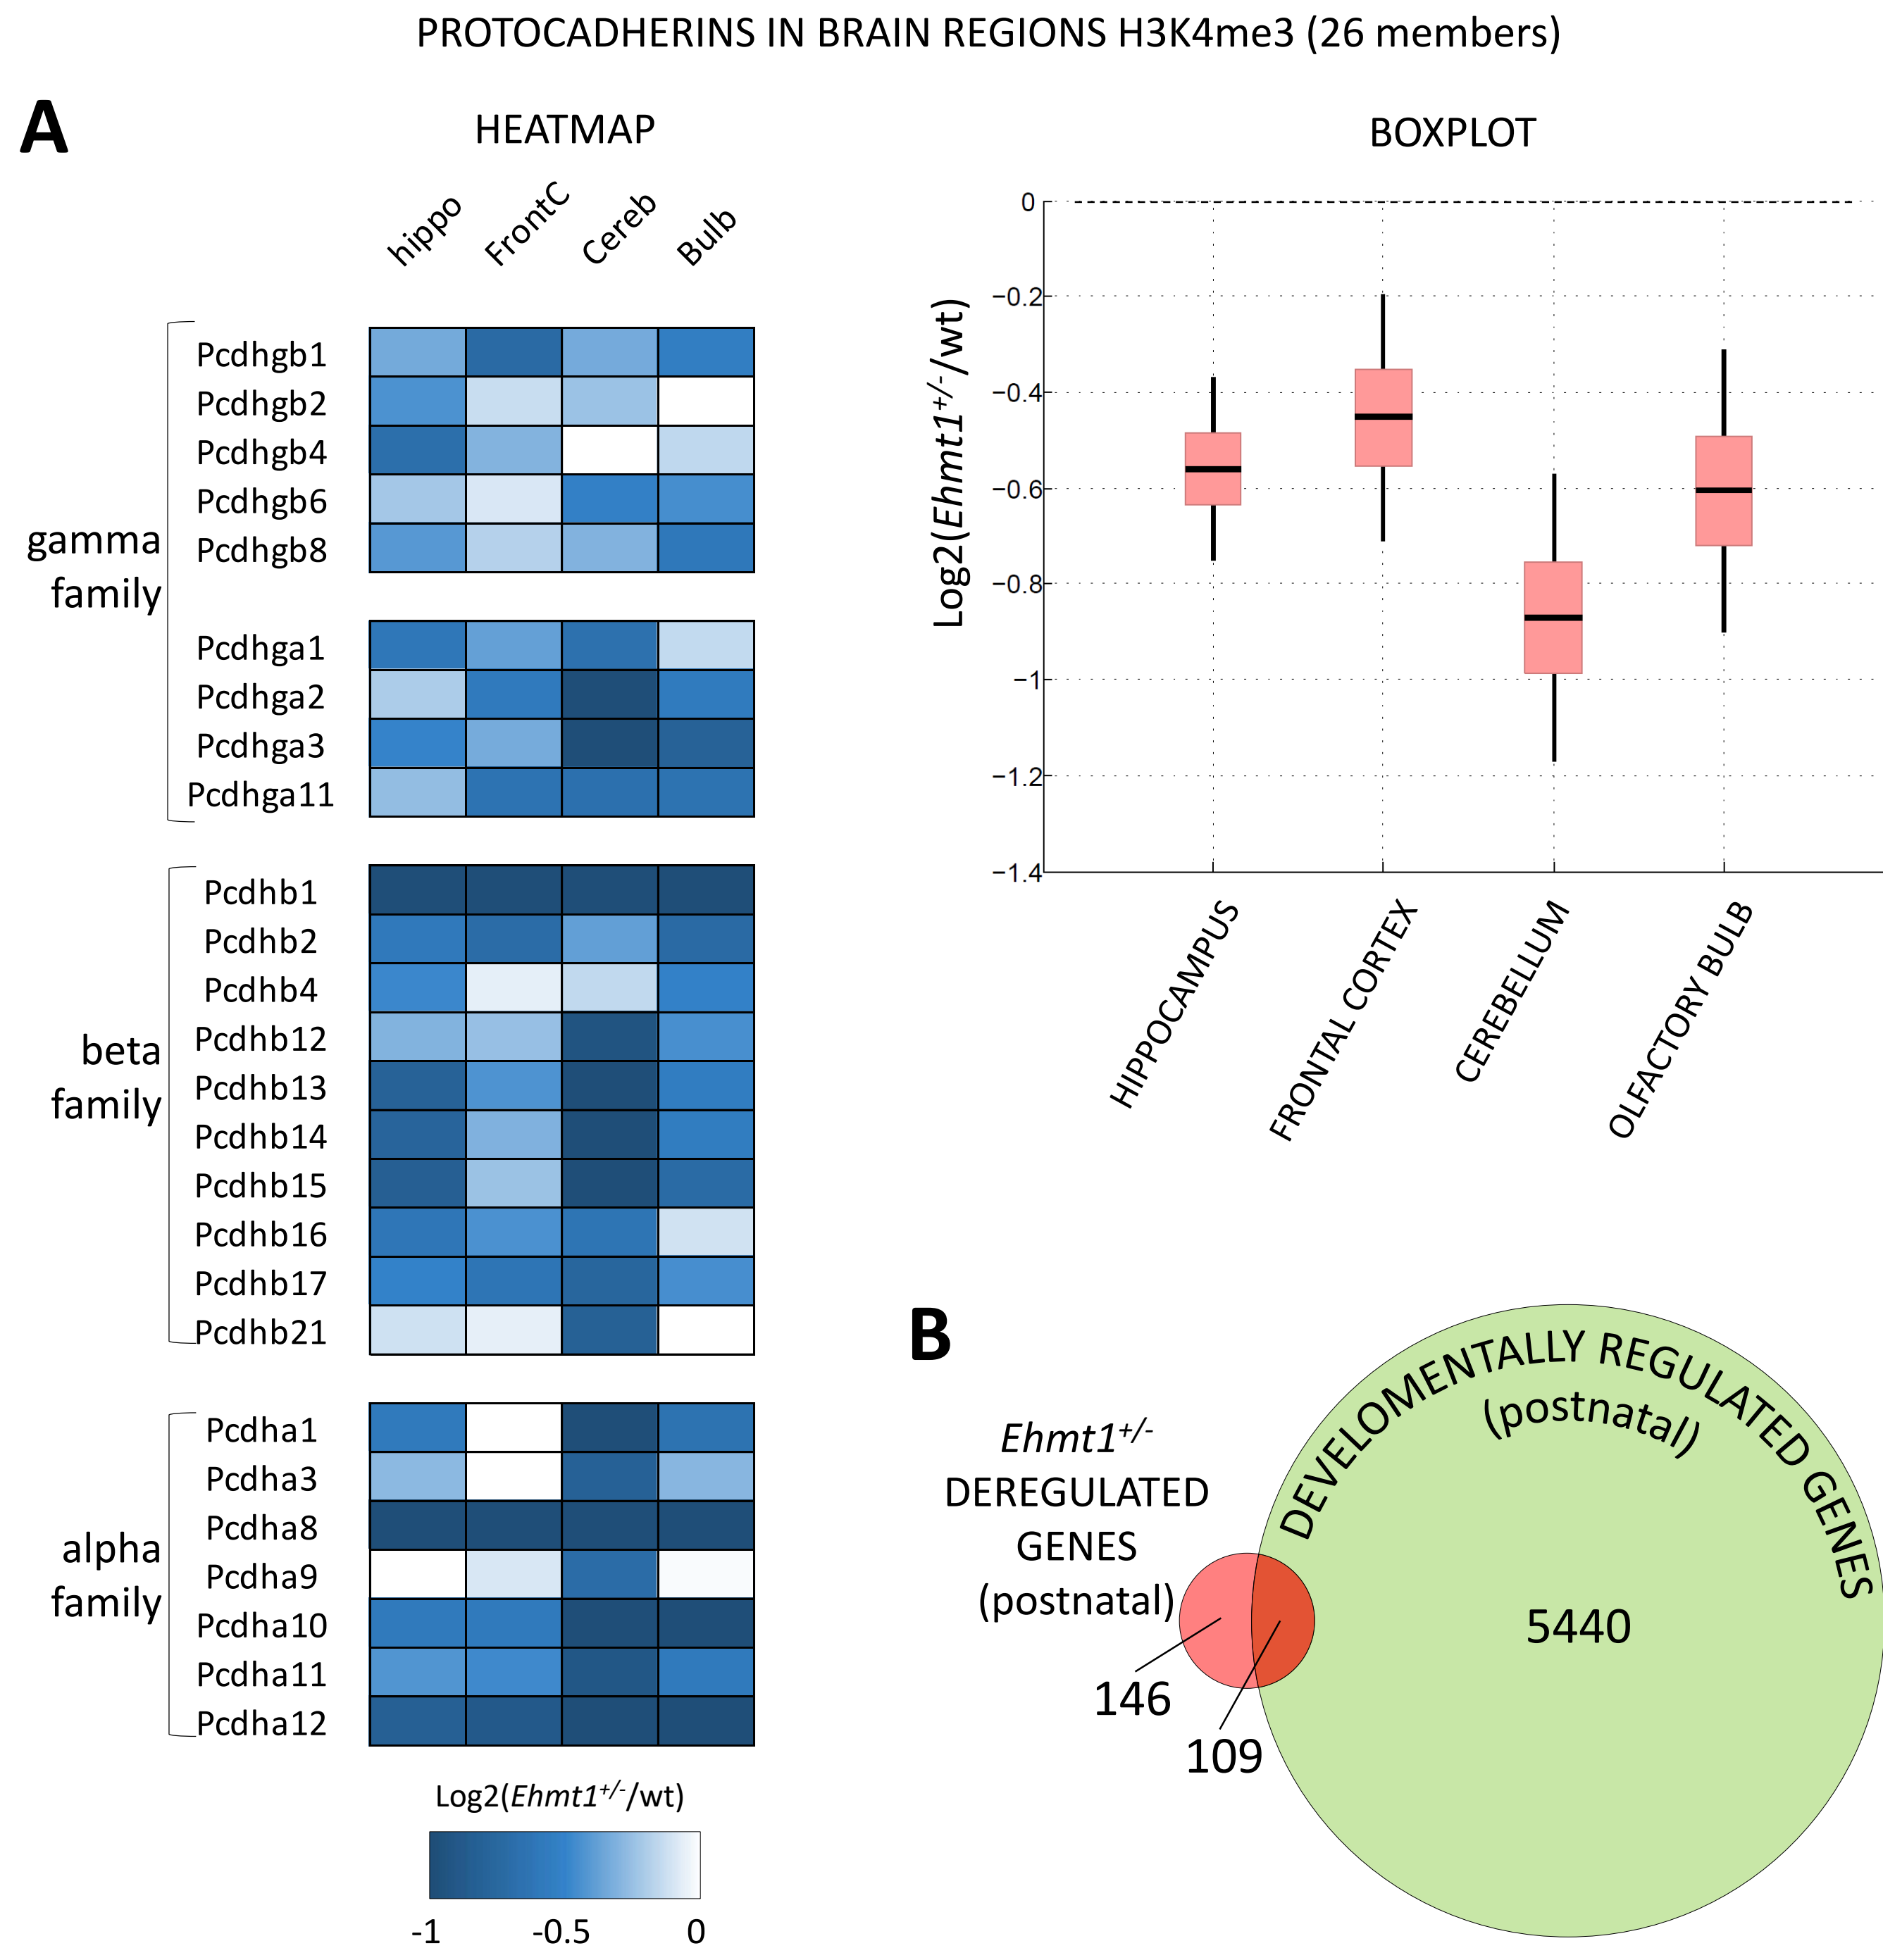 PROTOCADHERINS IN BRAIN REGIONS H3K4me3 (26 members)
A
HEATMAP
hippo
FrontC
Cereb
Bulb
gamma
family
Pcdhgb1
Pcdhgb2
Pcdhgb4
Pcdhgb6
Pcdhgb8
Pcdhga1
Pcdhga2
Pcdhga3
Pcdhga11
beta
family
Pcdhb1
Pcdhb2
Pcdhb4
Pcdhb12
Pcdhb13
Pcdhb14
Pcdhb15
Pcdhb16
Pcdhb17
Pcdhb21
alpha
family
Pcdha1
Pcdha3
Pcdha8
Pcdha9
Pcdha10
Pcdha11
Pcdha12
Log2(Ehmt1+/-/wt)
-1
-0.5
0
BOXPLOT
Log2(Ehmt1+/-/wt)
0
−0.2
−0.4
−0.6
−0.8
−1
−1.2
−1.4
HIPPOCAMPUS
FRONTAL CORTEX
CEREBELLUM
OLFACTORY BULB
B
Ehmt1+/-
DEREGULATED
GENES
(postnatal)
DEVELOMENTALLY REGULATED GENES
(postnatal)
5440
146
109